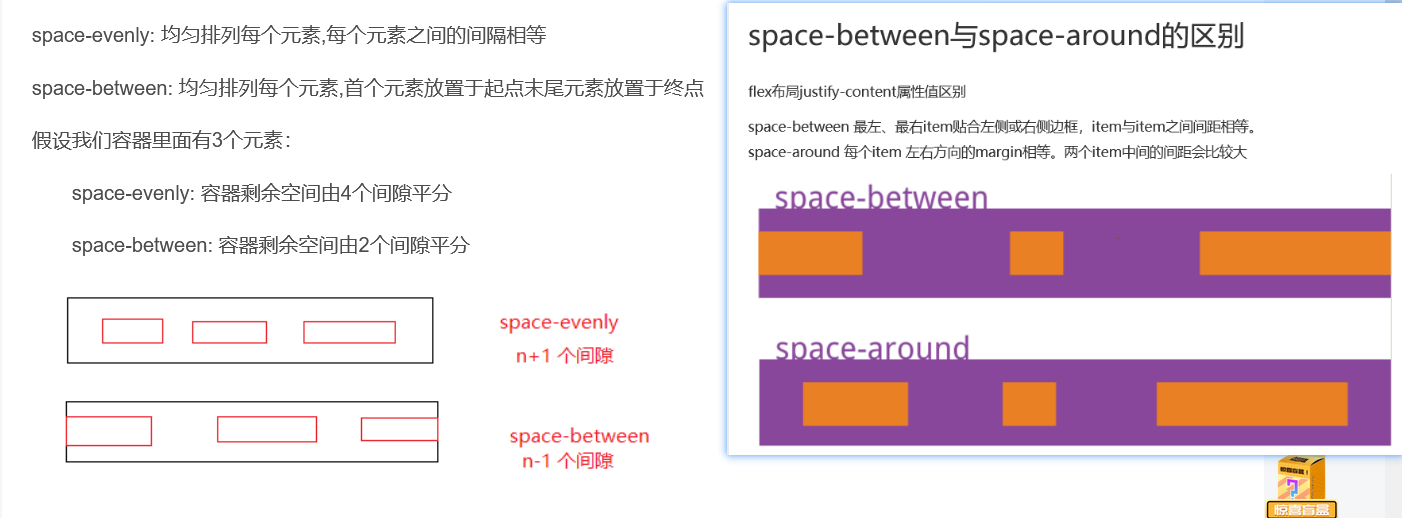 space-evenly: 均匀排列每个元素,每个元素之间的间隔相等
space-between: 均匀排列每个元素,首个元素放置于起点末尾元素放置于终点
假设我们容器里面有3个元素：
space-evenly: 容器剩余空间由4个间隙平分
space-between: 容器剩余空间由2个间隙平分
space-evenly
n+1 个间隙
space-between
n-1 个间隙
space-between与space-around的区别
flex布局justify-content属性值区别
space-between 最左、最右item贴合左侧或右侧边框，item与item之间间距相等。
space-around 每个item 左右方向的margin相等。两个item中间的间距会比较大
space-between
space-around
惊喜盲盒